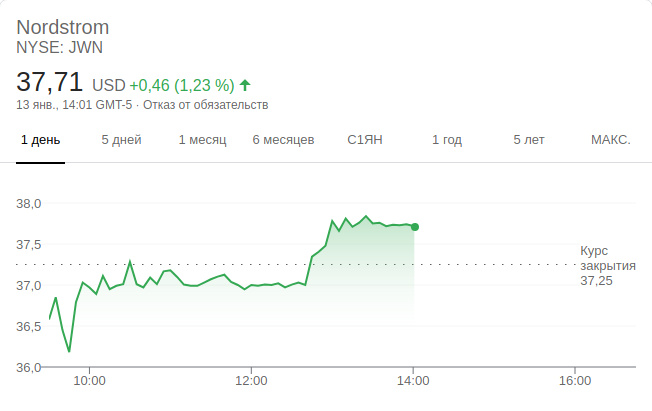 Nordstrom
NYSE: JWN
37,71 USD +0,46 (1,23 %)
13 янв., 14:01 GMT-5 · Отказ от обязательств
1 день 5 дней 1 месяц 6 месяцев С1ЯН 1 год 5 лет МАКС.
38,0
37,5
Курс
закрытия
37,25
37,0
36,5
36,0
10:00 12:00 14:00 16:00